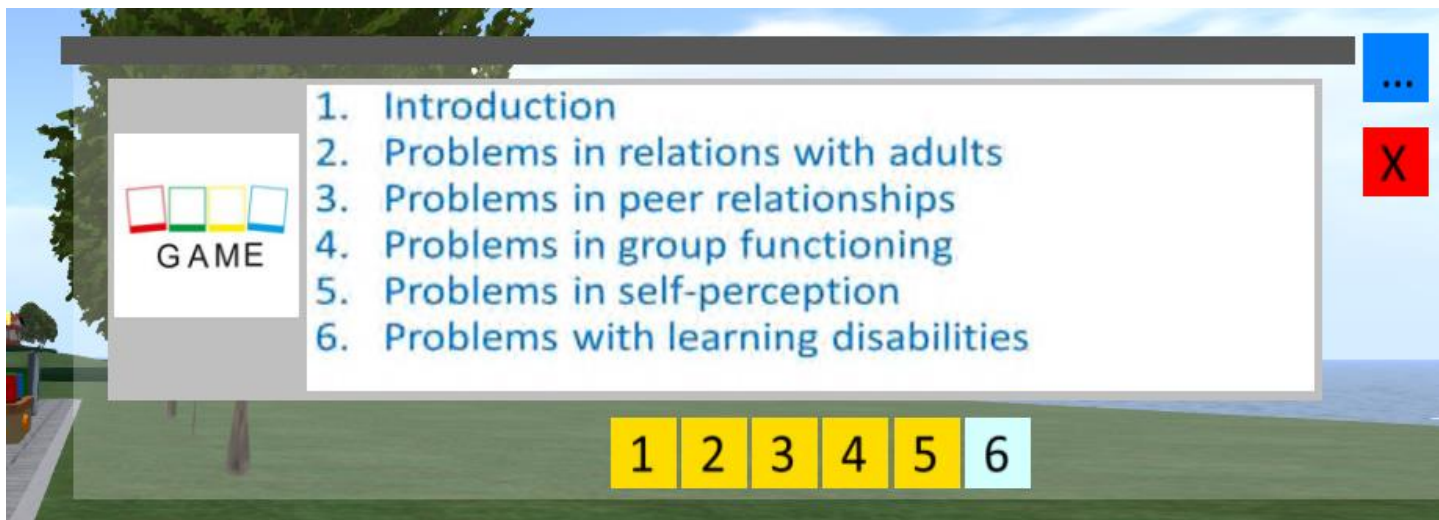 ...
X
GAME
1. Introduction
2. Problems in relations with adults
3. Problems in peer relationships
4. Problems in group functioning
5. Problems in self-perception
6. Problems with learning disabilities
1 2 3 4 5 6